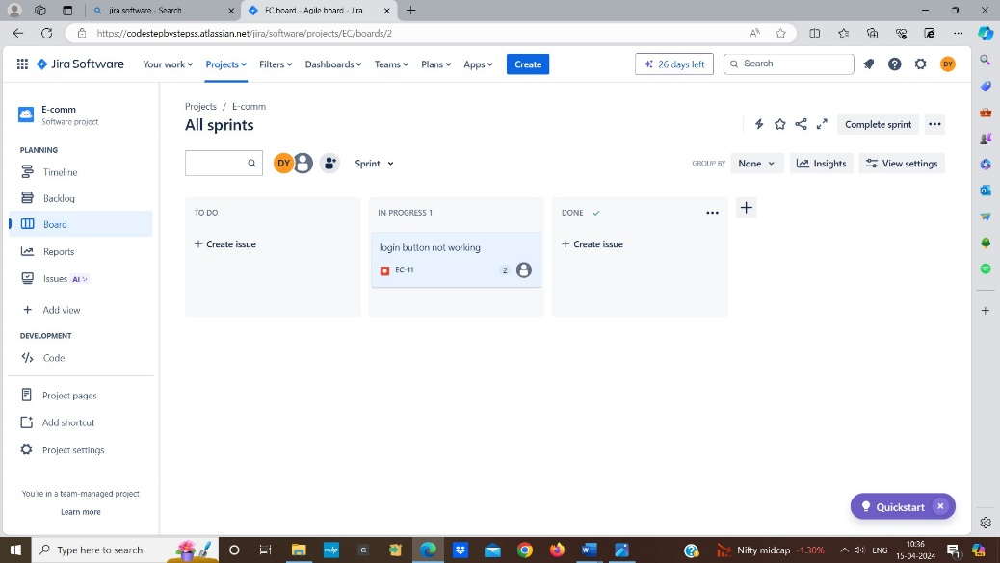 jira software - Search
EC board - Agile board - Jira
https://codestepbystepss.atlassian.net/jira/software/projects/EC/boards/2
Jira Software
Your work
Projects
Filters
Dashboards
Teams
Plans
Apps
Create
26 days left
Search
DY
E-comm
Software project
Projects / E-comm
All sprints
Complete sprint
PLANNING
Timeline
Backlog
Board
Reports
Issues AI
Add view
DEVELOPMENT
Code
Project pages
Add shortcut
Project settings
You're in a team-managed project
Learn more
DY
Sprint
GROUP BY
None
Insights
View settings
TO DO
+ Create issue
IN PROGRESS 1
login button not working
EC-11
2
DONE
+ Create issue
Quickstart
Type here to search
Nifty midcap -1.30%
ENG
10:36
15-04-2024
1